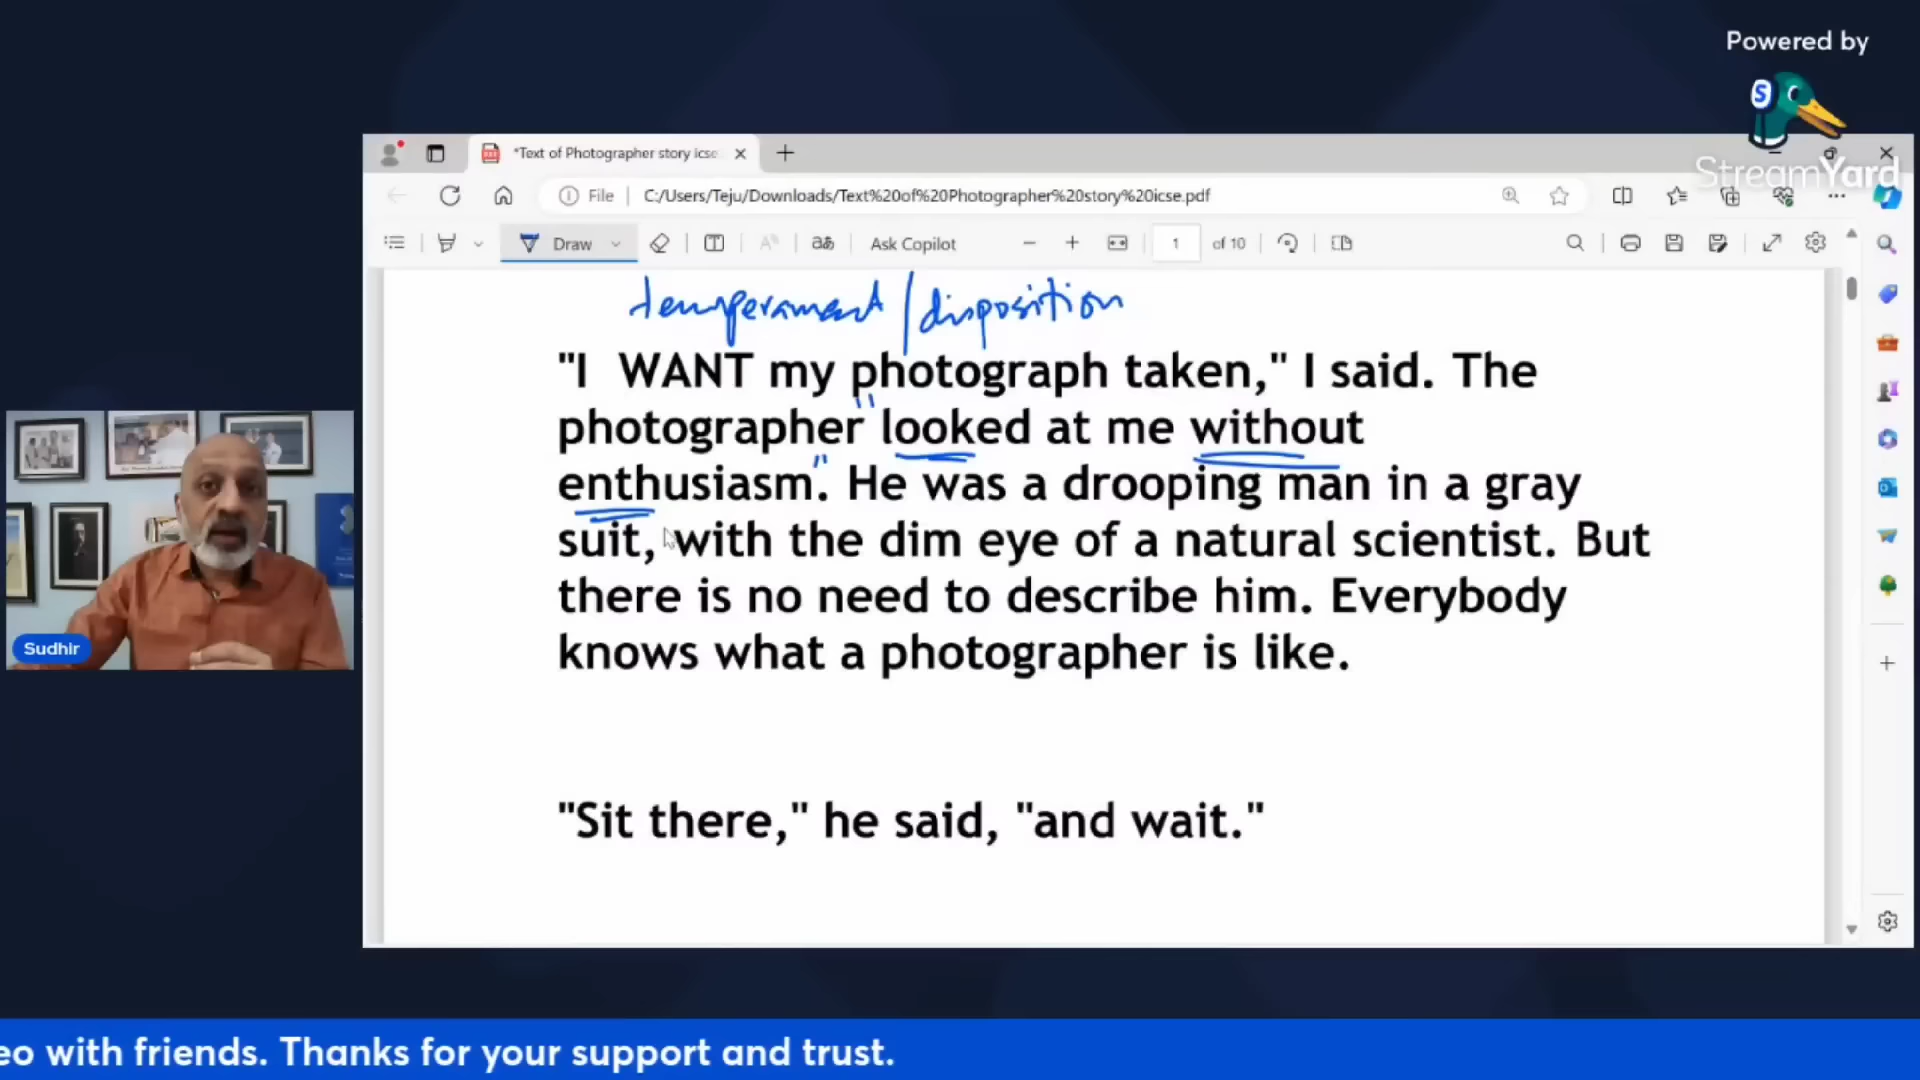 Powered by
StreamYard
*Text of Photographer story icse
File
C:/Users/Teju/Downloads/Text%20of%20Photographer%20story%20icse.pdf
Draw
Ask Copilot
1
of 10
temperament / disposition
"I WANT my photograph taken," I said. The
photographer " looked at me without
enthusiasm". He was a drooping man in a gray
suit, with the dim eye of a natural scientist. But
there is no need to describe him. Everybody
knows what a photographer is like.
"Sit there," he said, "and wait."
Sudhir
eo with friends. Thanks for your support and trust.